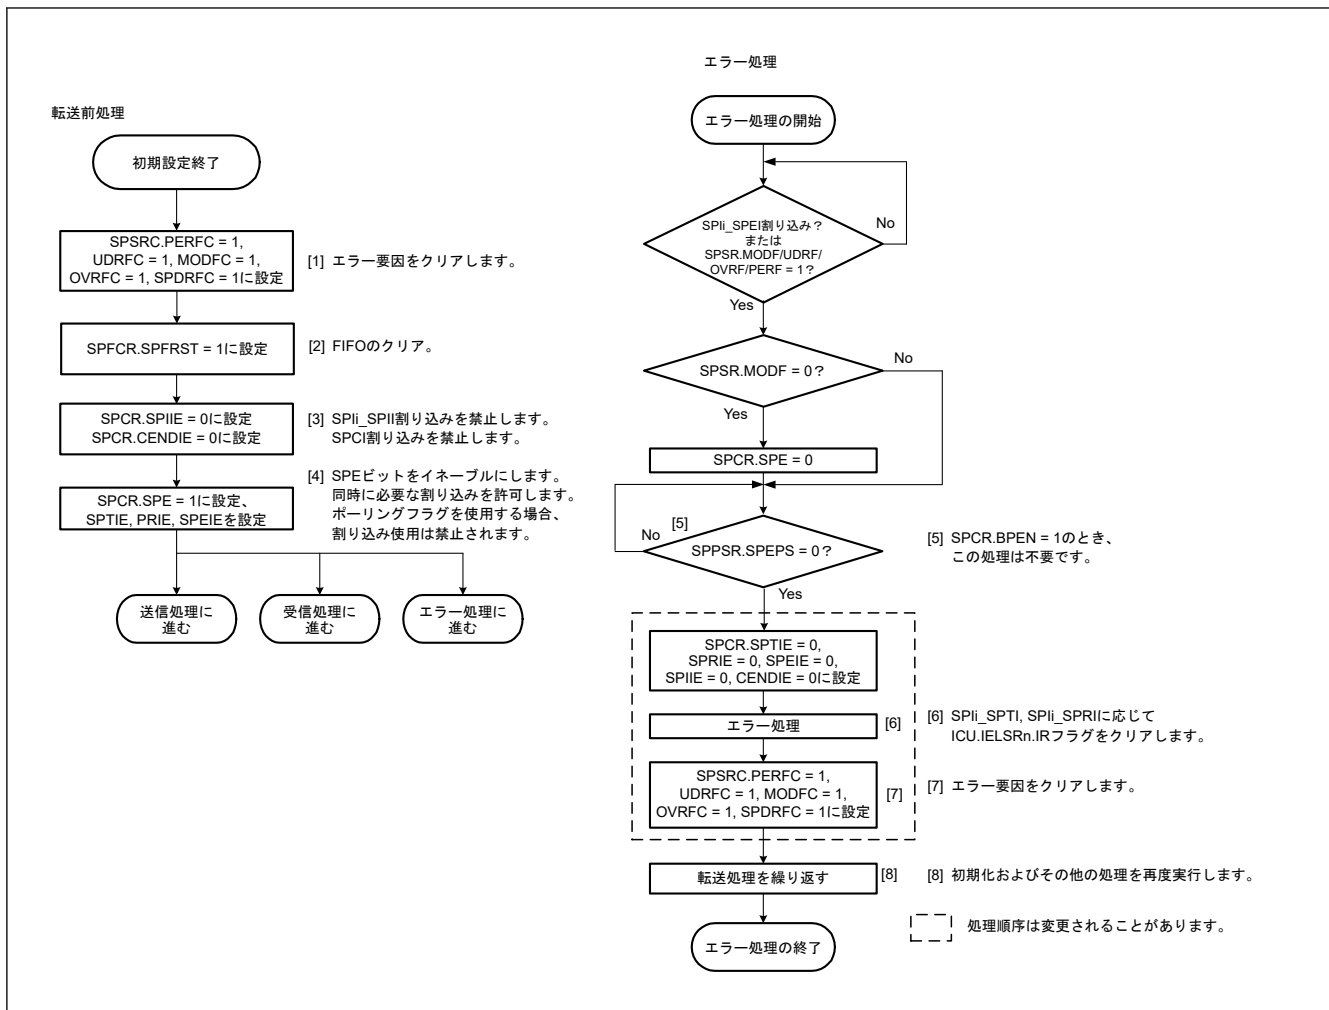 転送前処理
初期設定終了
SPSRC.PERFC = 1,
UDRFC = 1, MODFC = 1,
OVRFC = 1, SPDRFC = 1に設定
[1] エラー要因をクリアします。
SPFCR.SPFRST = 1に設定
[2] FIFOのクリア。
SPCR.SPIIE = 0に設定
SPCR.CENDIE = 0に設定
[3] SPIi_SPII割り込みを禁止します。
SPCI割り込みを禁止します。
SPCR.SPE = 1に設定、
SPTIE, PRIE, SPEIEを設定
[4] SPEビットをイネーブルにします。
同時に必要な割り込みを許可します。
ポーリングフラグを使用する場合、
割り込み使用は禁止されます。
送信処理に
進む
受信処理に
進む
エラー処理に
進む
エラー処理
エラー処理の開始
SPIi_SPEI割り込み？
または
SPSR.MODF/UDRF/
OVRF/PERF = 1？
No
Yes
SPSR.MODF = 0？
No
Yes
SPCR.SPE = 0
[5]
No
SPPSR.SPEPS = 0？
Yes
[5] SPCR.BPEN = 1のとき、
この処理は不要です。
SPCR.SPTIE = 0,
SPRIE = 0, SPEIE = 0,
SPIIE = 0, CENDIE = 0に設定
エラー処理
[6]
[6] SPIi_SPTI, SPIi_SPRIに応じて
ICU.IELSRn.IRフラグをクリアします。
SPSRC.PERFC = 1,
UDRFC = 1, MODFC = 1,
OVRFC = 1, SPDRFC = 1に設定
[7]
[7] エラー要因をクリアします。
転送処理を繰り返す
[8]
[8] 初期化およびその他の処理を再度実行します。
処理順序は変更されることがあります。
エラー処理の終了